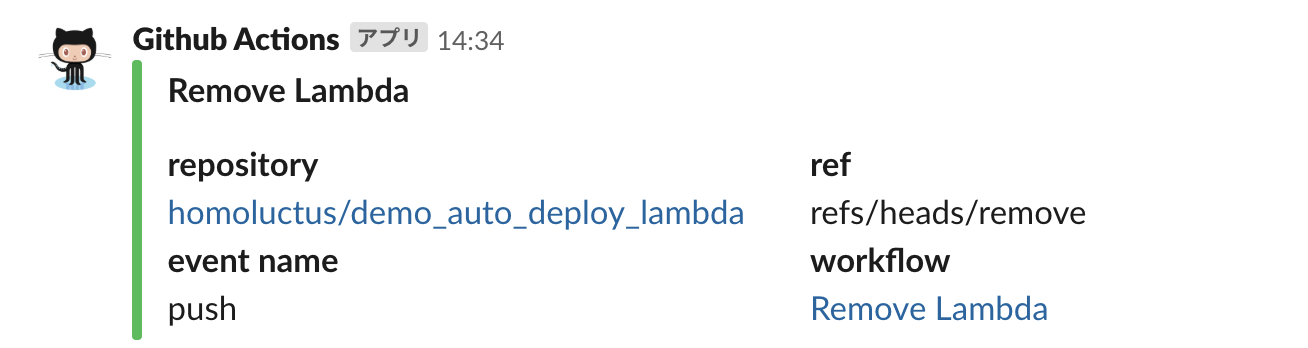 Github Actions アプリ 14:34
Remove Lambda
repository
homoluctus/demo_auto_deploy_lambda
ref
refs/heads/remove
event name
push
workflow
Remove Lambda